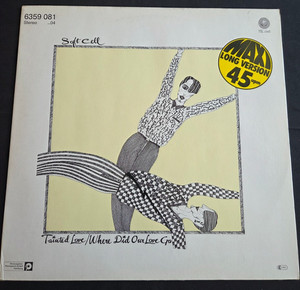 6359 081
Soft Cell
MAXI
LONG VERSION
45
Tainted Love/Where Did Our Love Go